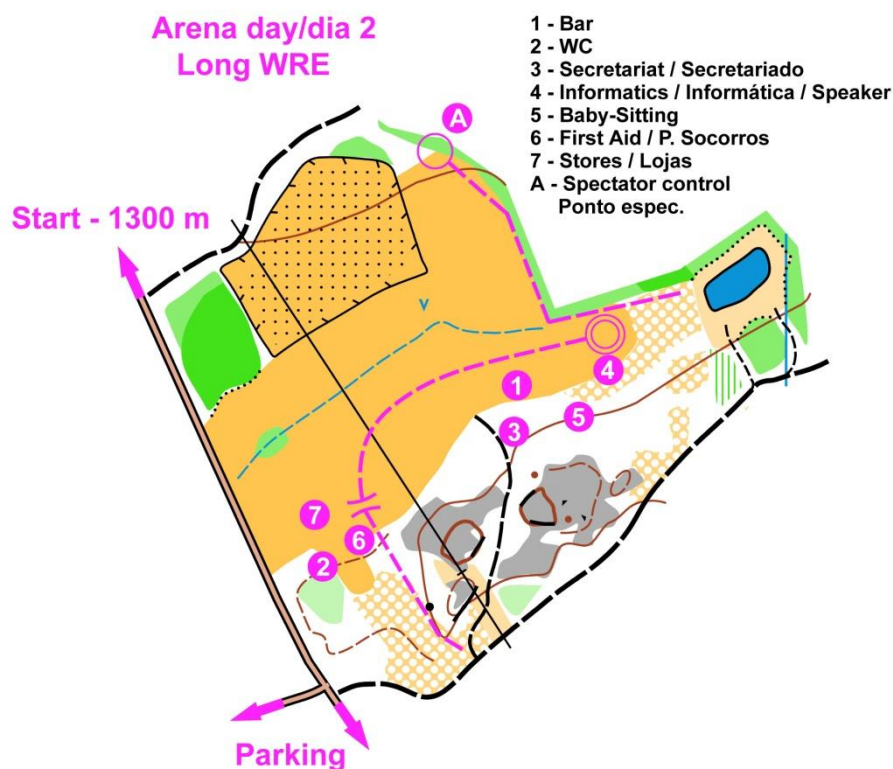 Arena day/dia 2
Long WRE
1 - Bar
2 - WC
3 - Secretariat / Secretariado
4 - Informatics / Informática / Speaker
5 - Baby-Sitting
6 - First Aid / P. Socorros
7 - Stores / Lojas
A - Spectator control
Ponto espec.
A
Start - 1300 m
4
1
5
3
7
6
2
Parking